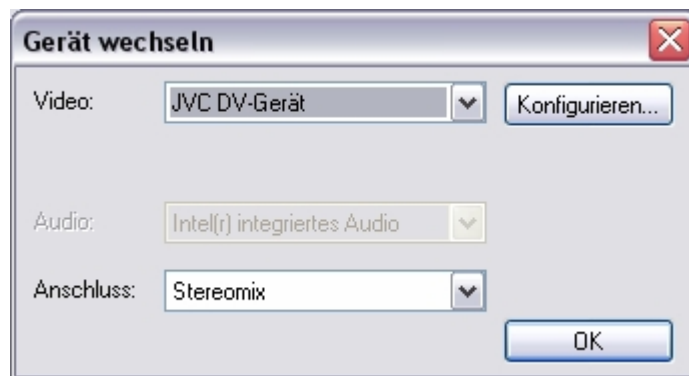 Gerät wechseln
Video: JVC DV-Gerät Konfigurieren...
Audio: Intel(r) integriertes Audio
Anschluss: Stereomix
OK